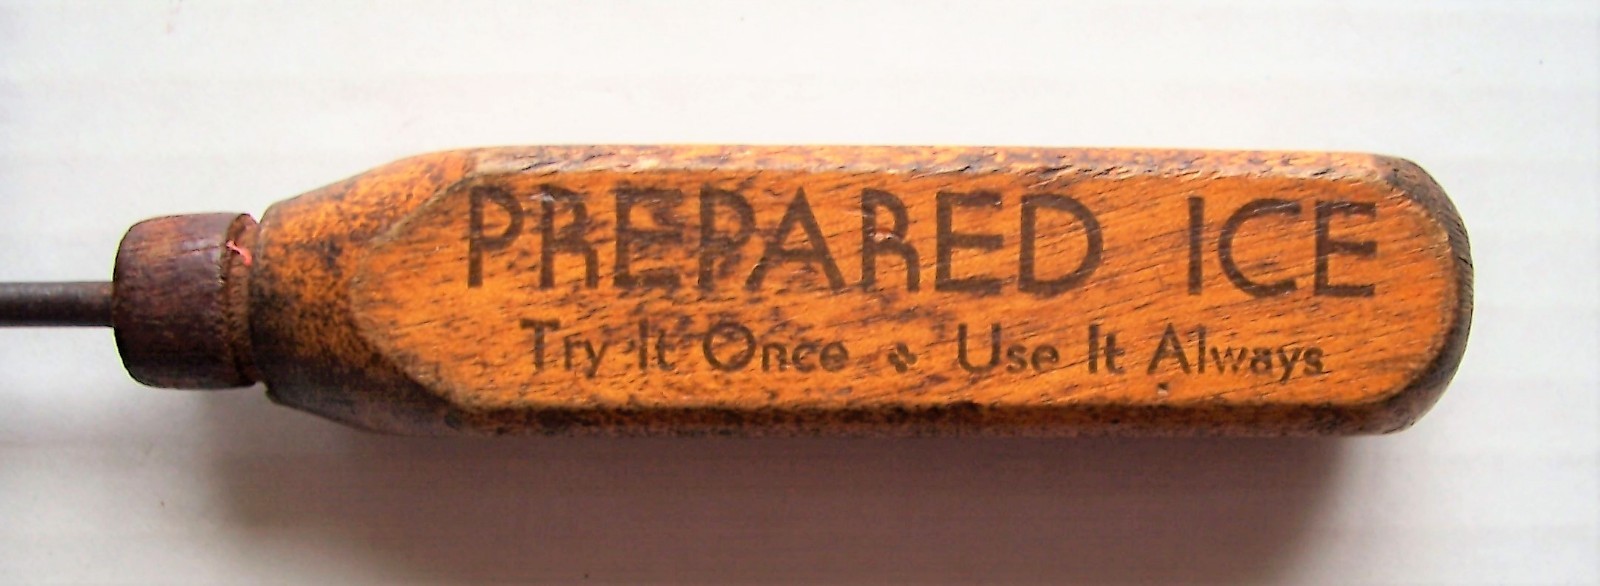 PREPARED ICE
Try It Once ❖ Use It Always